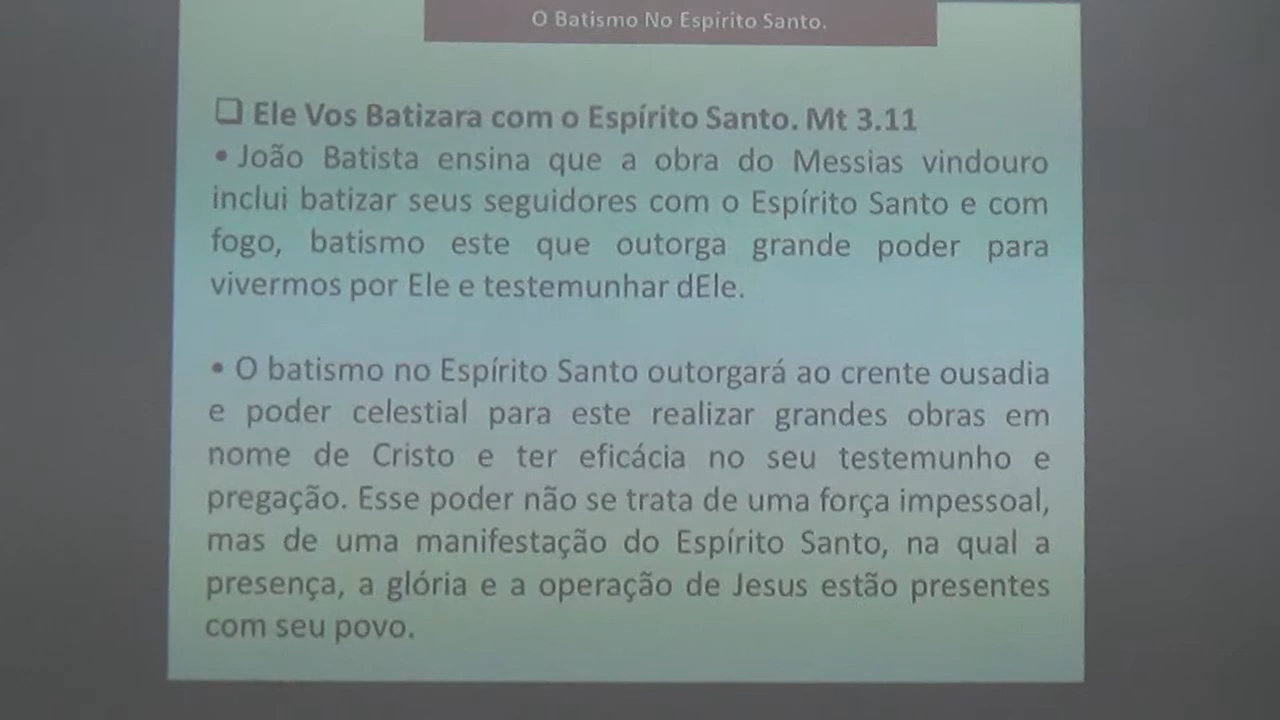 O Batismo No Espírito Santo.
❑ Ele Vos Batizara com o Espírito Santo. Mt 3.11
• João Batista ensina que a obra do Messias vindouro
inclui batizar seus seguidores com o Espírito Santo e com
fogo, batismo este que outorga grande poder para
vivermos por Ele e testemunhar dEle.
• O batismo no Espírito Santo outorgará ao crente ousadia
e poder celestial para este realizar grandes obras em
nome de Cristo e ter eficácia no seu testemunho e
pregação. Esse poder não se trata de uma força impessoal,
mas de uma manifestação do Espírito Santo, na qual a
presença, a glória e a operação de Jesus estão presentes
com seu povo.